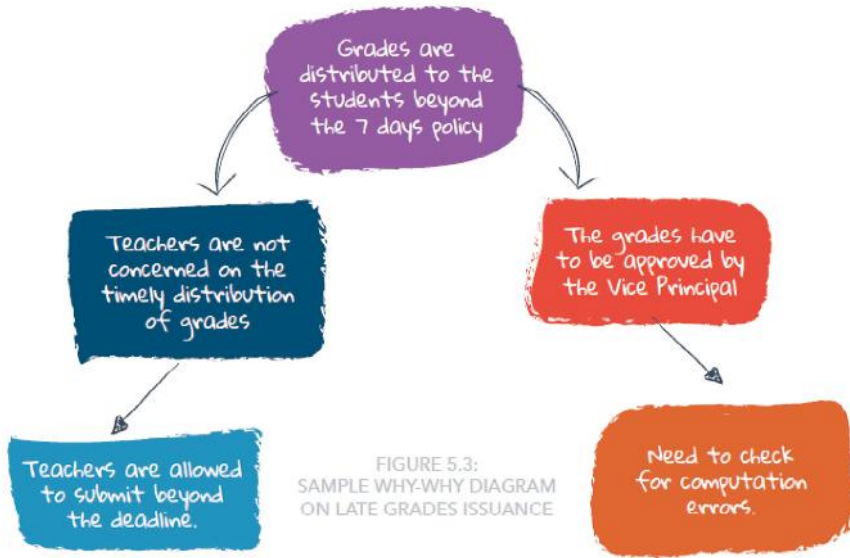 Grades are
distributed to the
students beyond
the 7 days policy
Teachers are not
concerned on the
timely distribution
of grades
The grades have
to be approved by
the Vice Principal
Teachers are allowed
to submit beyond
the deadline.
FIGURE 5.3:
SAMPLE WHY-WHY DIAGRAM
ON LATE GRADES ISSUANCE
Need to check
for computation
errors.